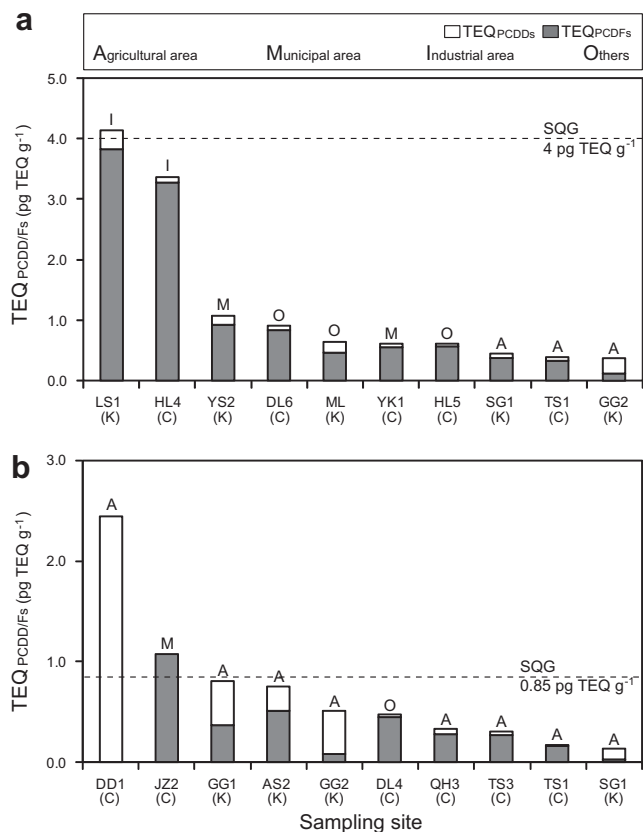 a
TEQPCDDs TEQPCDFs
Agricultural area Municipal area Industrial area Others
TEQPCDD/Fs (pg TEQ g-1)
5.0
4.0
3.0
2.0
1.0
0.0
SQG
4 pg TEQ g-1
I I M O O M O A A A
LS1 HL4 YS2 DL6 ML YK1 HL5 SG1 TS1 GG2
(K) (C) (K) (C) (K) (C) (C) (K) (C) (K)
b
TEQPCDD/Fs (pg TEQ g-1)
3.0
2.0
1.0
0.0
SQG
0.85 pg TEQ g-1
A M A A A O A A A A
DD1 JZ2 GG1 AS2 GG2 DL4 QH3 TS3 TS1 SG1
(C) (C) (K) (K) (K) (C) (C) (C) (C) (K)
Sampling site